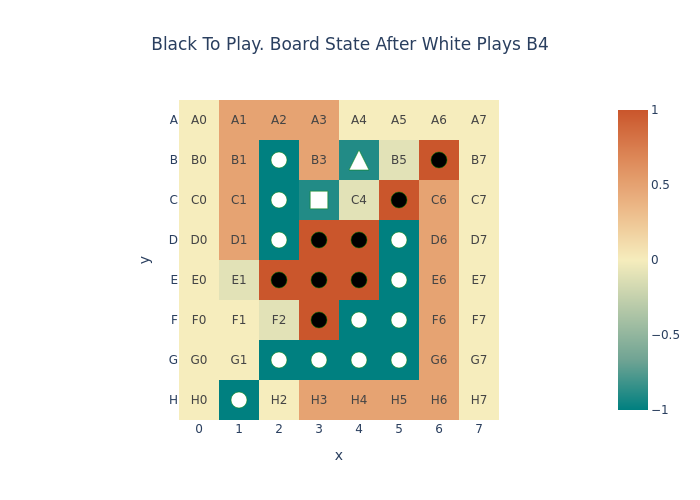 Black To Play. Board State After White Plays B4
A A0 A1 A2 A3 A4 A5 A6 A7
B B0 B1 B3 B5 B7
C C0 C1 C4 C6 C7
D D0 D1 D6 D7
E E0 E1 E6 E7
F F0 F1 F2 F6 F7
G G0 G1 G6 G7
H H0 H2 H3 H4 H5 H6 H7
0 1 2 3 4 5 6 7
x
y
1
0.5
0
−0.5
−1